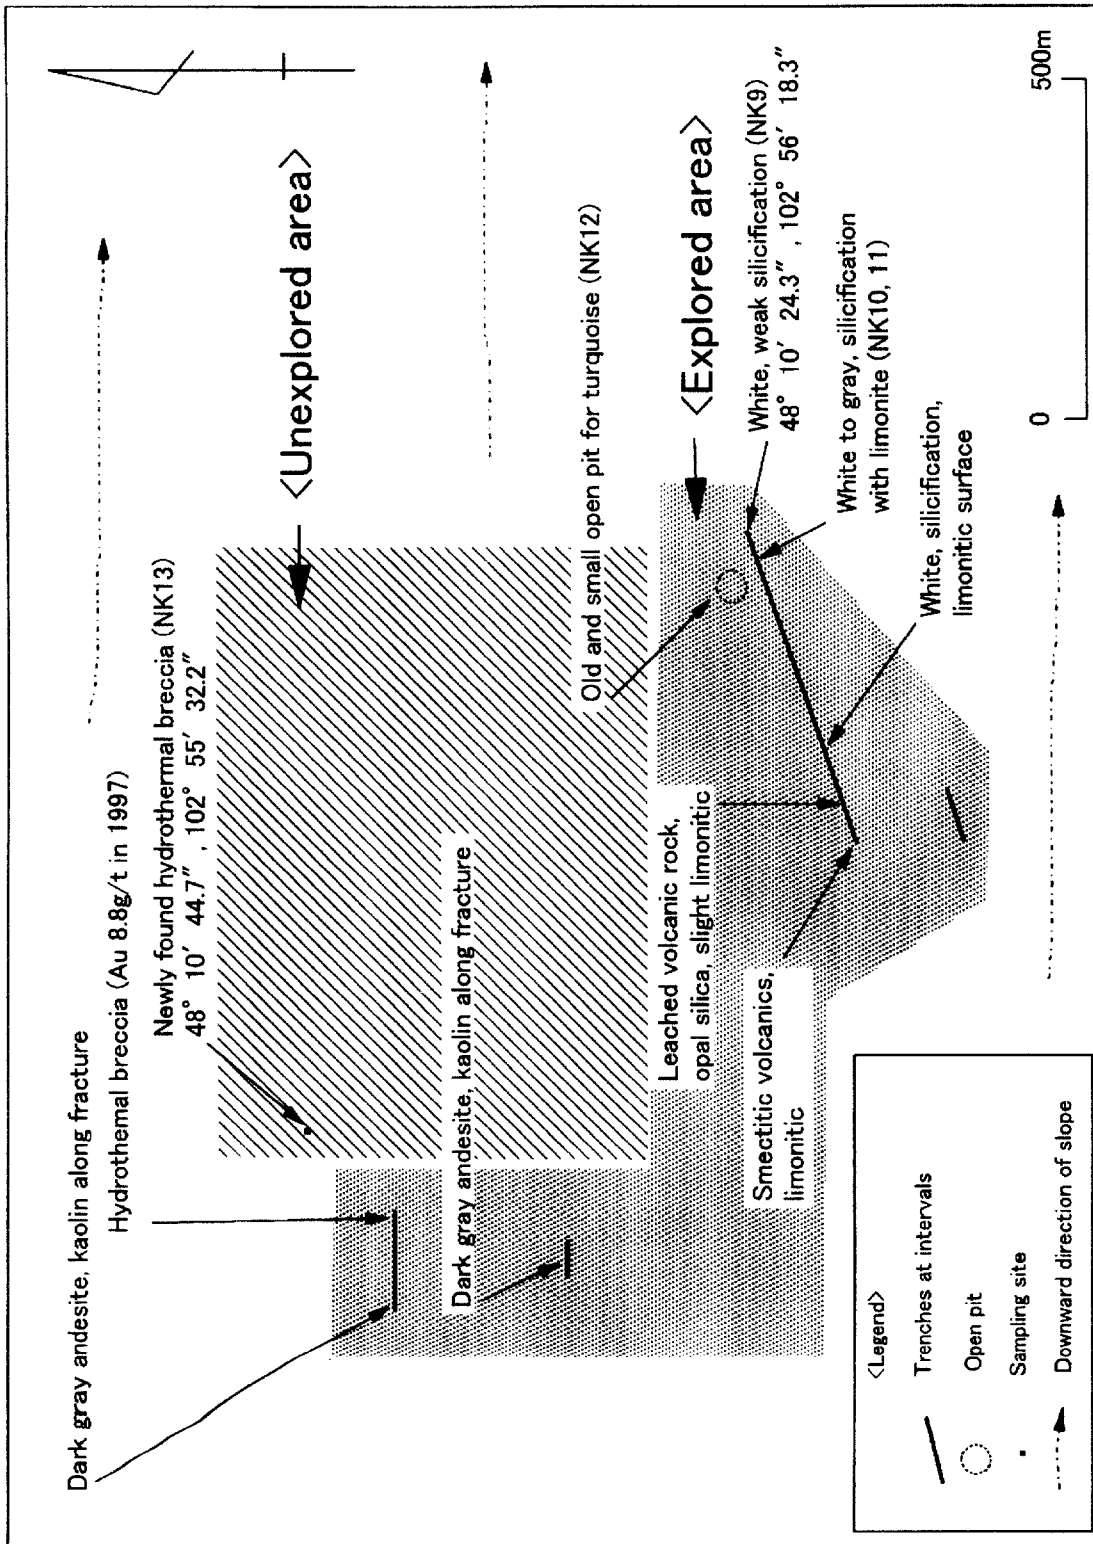 Dark gray andesite, kaolin along fracture
Hydrothemal breccia (Au 8.8g/t in 1997)
Newly found hydrothermal breccia (NK13)
48° 10′ 44.7″ , 102° 55′ 32.2″
<Unexplored area>
Dark gray andesite, kaolin along fracture
Old and small open pit for turquoise (NK12)
Leached volcanic rock,
opal silica, slight limonitic
<Explored area>
Smectitic volcanics,
limonitic
White, weak silicification (NK9)
48° 10′ 24.3″ , 102° 56′ 18.3″
White to gray, silicification
with limonite (NK10, 11)
White, silicification,
limonitic surface
<Legend>
Trenches at intervals
Open pit
Sampling site
Downward direction of slope
0
500m